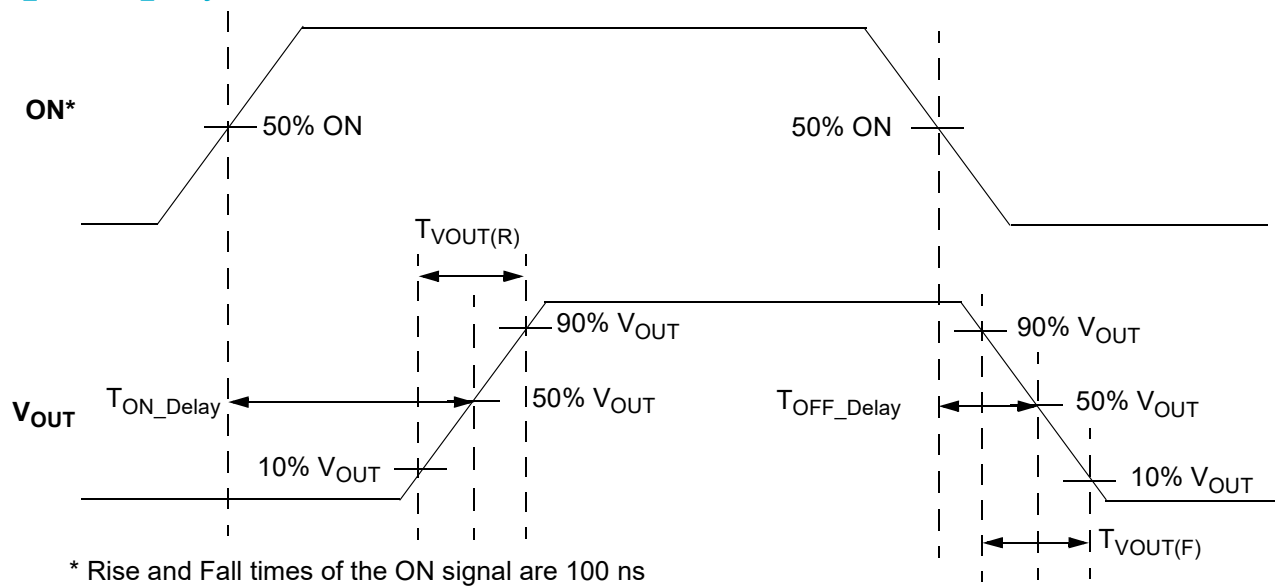 ON*
50% ON
50% ON
TVOUT(R)
90% VOUT
90% VOUT
VOUT
TON_Delay
50% VOUT
TOFF_Delay
50% VOUT
10% VOUT
10% VOUT
TVOUT(F)
* Rise and Fall times of the ON signal are 100 ns